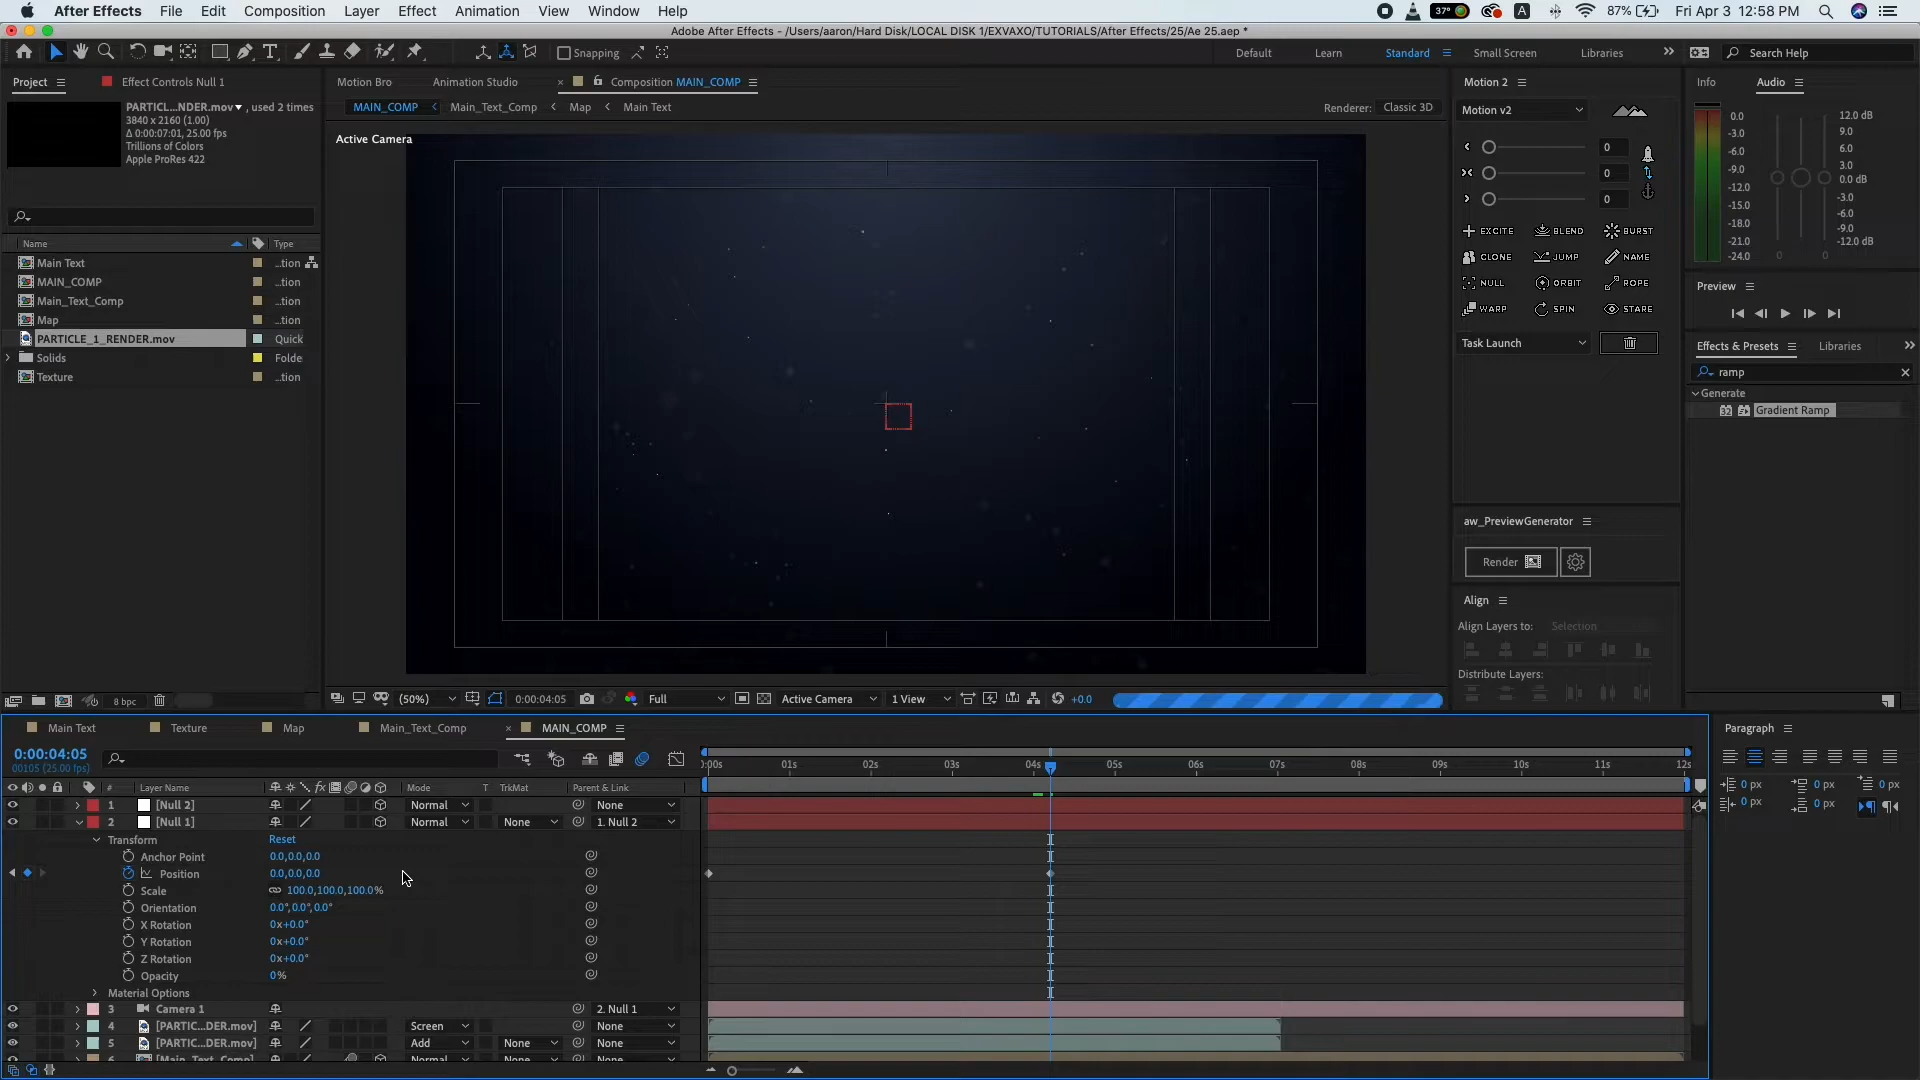 After Effects File Edit Composition Layer Effect Animation View Window Help 37° A 87% Fri Apr 3 12:58 PM
Adobe After Effects - /Users/aaron/Hard Disk/LOCAL DISK 1/EXVAXO/TUTORIALS/After Effects/25/Ae 25.aep *
Snapping Default Learn Standard Small Screen Libraries Search Help
Project Effect Controls Null 1 Motion Bro Animation Studio Composition MAIN_COMP Motion 2 Info Audio
PARTICL...NDER.mov , used 2 times
3840 x 2160 (1.00)
Δ 0:00:07:01, 25.00 fps
Trillions of Colors
Apple ProRes 422
MAIN_COMP Main_Text_Comp Map Main Text Renderer: Classic 3D
Active Camera
Motion v2
0
0
0
EXCITE BLEND BURST
CLONE JUMP NAME
NULL ORBIT ROPE
WARP SPIN STARE
Task Launch
0.0
-3.0
-6.0
-9.0
-12.0
-15.0
-18.0
-21.0
-24.0
12.0 dB
9.0
6.0
3.0
0.0 dB
-3.0
-6.0
-9.0
-12.0 dB
0 0
Preview
Effects & Presets Libraries
ramp
Generate
32 Gradient Ramp
Name Type
Main Text ...tion
MAIN_COMP ...tion
Main_Text_Comp ...tion
Map ...tion
PARTICLE_1_RENDER.mov Quick
Solids Folde
Texture ...tion
aw_PreviewGenerator
Render
Align
Align Layers to: Selection
Distribute Layers:
8 bpc (50%) 0:00:04:05 Full Active Camera 1 View +0.0
Main Text Texture Map Main_Text_Comp MAIN_COMP
0:00:04:05
00105 (25.00 fps)
:00s 01s 02s 03s 04s 05s 06s 07s 08s 09s 10s 11s 12s
# Layer Name fx Mode T TrkMat Parent & Link
1 [Null 2] Normal None
2 [Null 1] Normal None 1. Null 2
Transform Reset
Anchor Point 0.0,0.0,0.0
Position 0.0,0.0,0.0
Scale 100.0,100.0,100.0%
Orientation 0.0°,0.0°,0.0°
X Rotation 0x+0.0°
Y Rotation 0x+0.0°
Z Rotation 0x+0.0°
Opacity 0%
Material Options
3 Camera 1 2. Null 1
4 [PARTIC...DER.mov] Screen None
5 [PARTIC...DER.mov] Add None None
6 [Main_Text_Comp] Normal None None
Paragraph
0 px 0 px 0 px
0 px 0 px